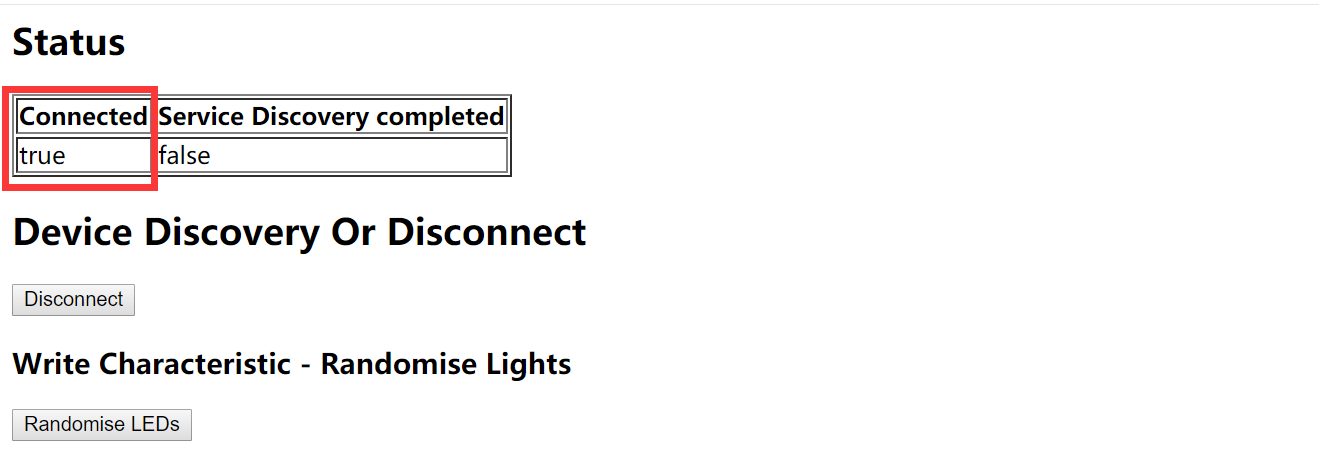 Status
Connected Service Discovery completed
true false
Device Discovery Or Disconnect
Disconnect
Write Characteristic - Randomise Lights
Randomise LEDs